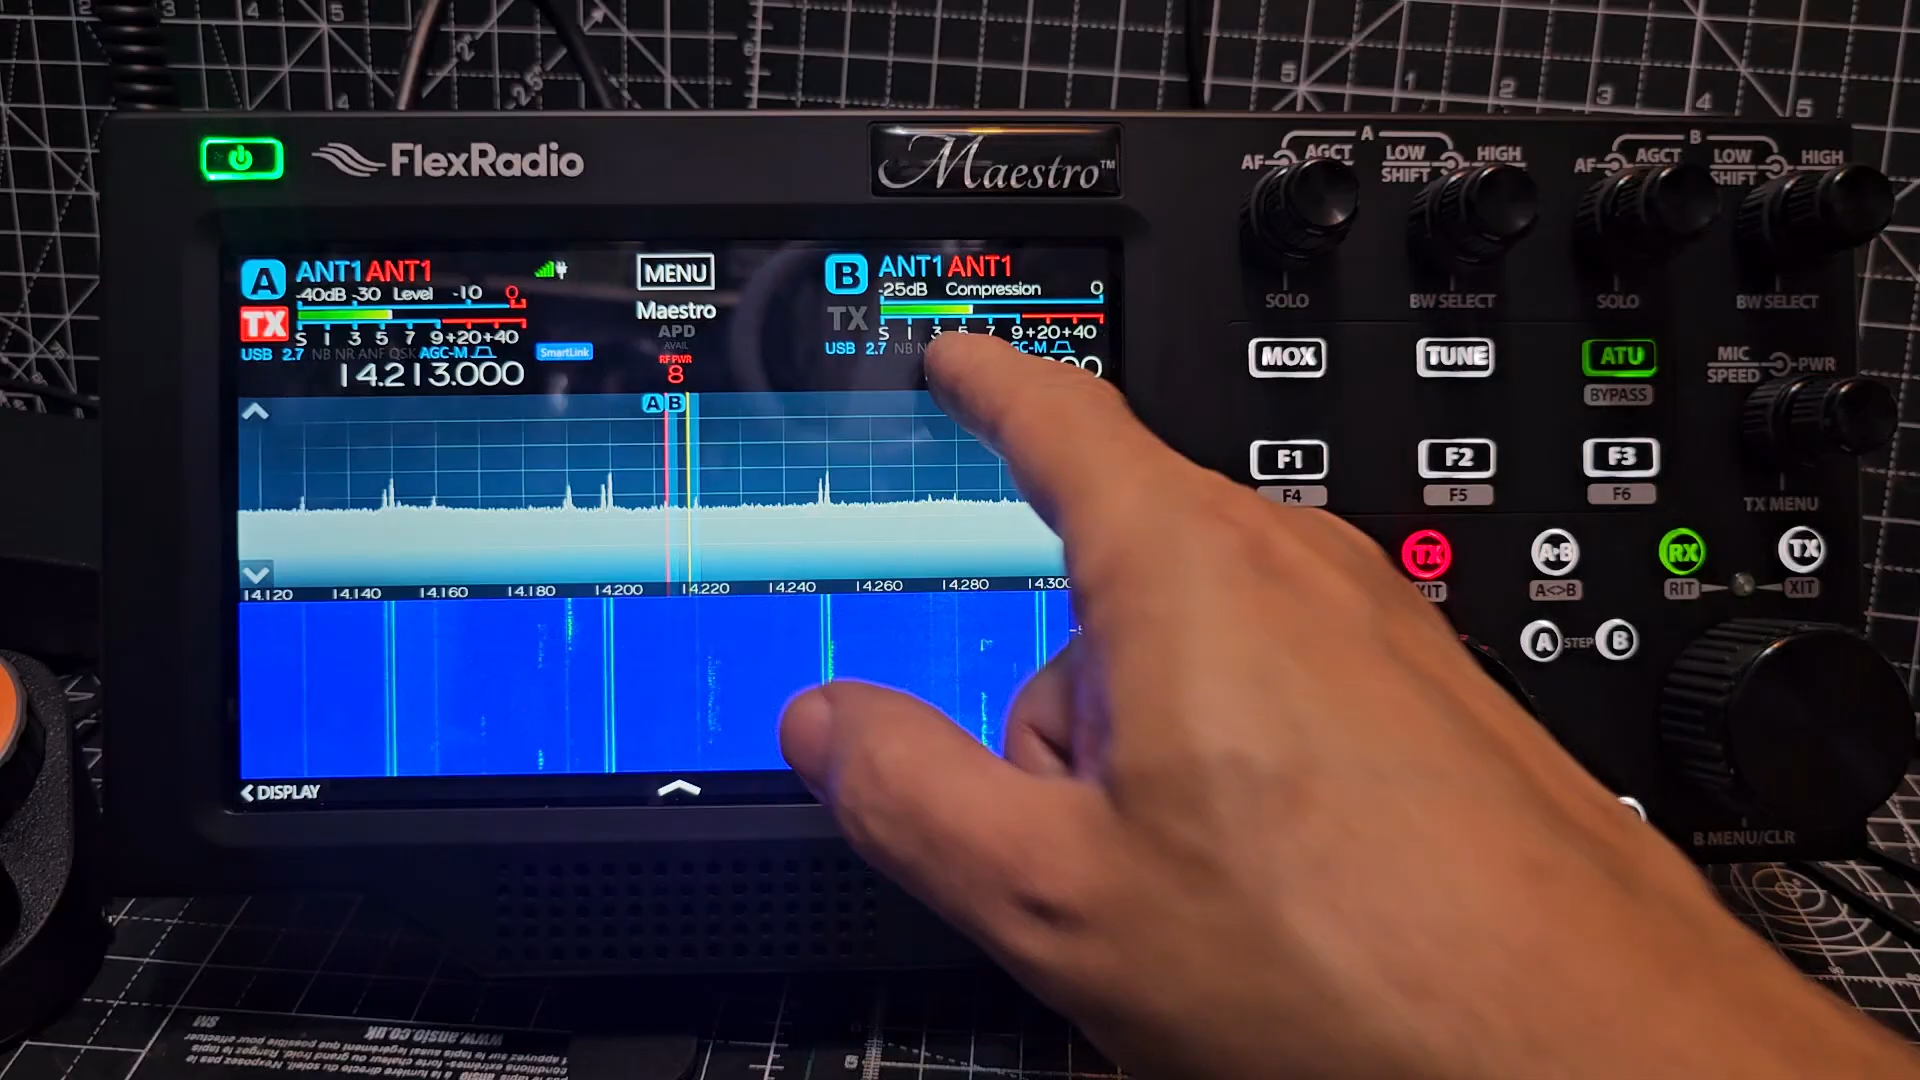 FlexRadio
Maestro™
A ANT1 ANT1
-40dB -30 Level -10 0
TX
S 1 3 5 7 9 +20 +40
USB 2.7 NB NR ANF QSK AGC-M
SmartLink
14.213.000
MENU
Maestro
APD
AVAIL
RF PWR
8
B ANT1 ANT1
-25dB Compression 0
TX
S 1 3 5 7 9 +20 +40
USB 2.7 NB
A B
14.120 14.140 14.160 14.180 14.200 14.220 14.240 14.260 14.280 14.300
< DISPLAY
A
AF AGCT LOW SHIFT HIGH
B
AF AGCT LOW SHIFT HIGH
SOLO BW SELECT SOLO BW SELECT
MOX TUNE ATU
BYPASS
MIC PWR
SPEED
F1 F2 F3
F4 F5 F6
TX MENU
TX A▸B RX TX
XIT A<>B RIT XIT
A STEP B
B MENU/CLR
www.ansio.co.uk